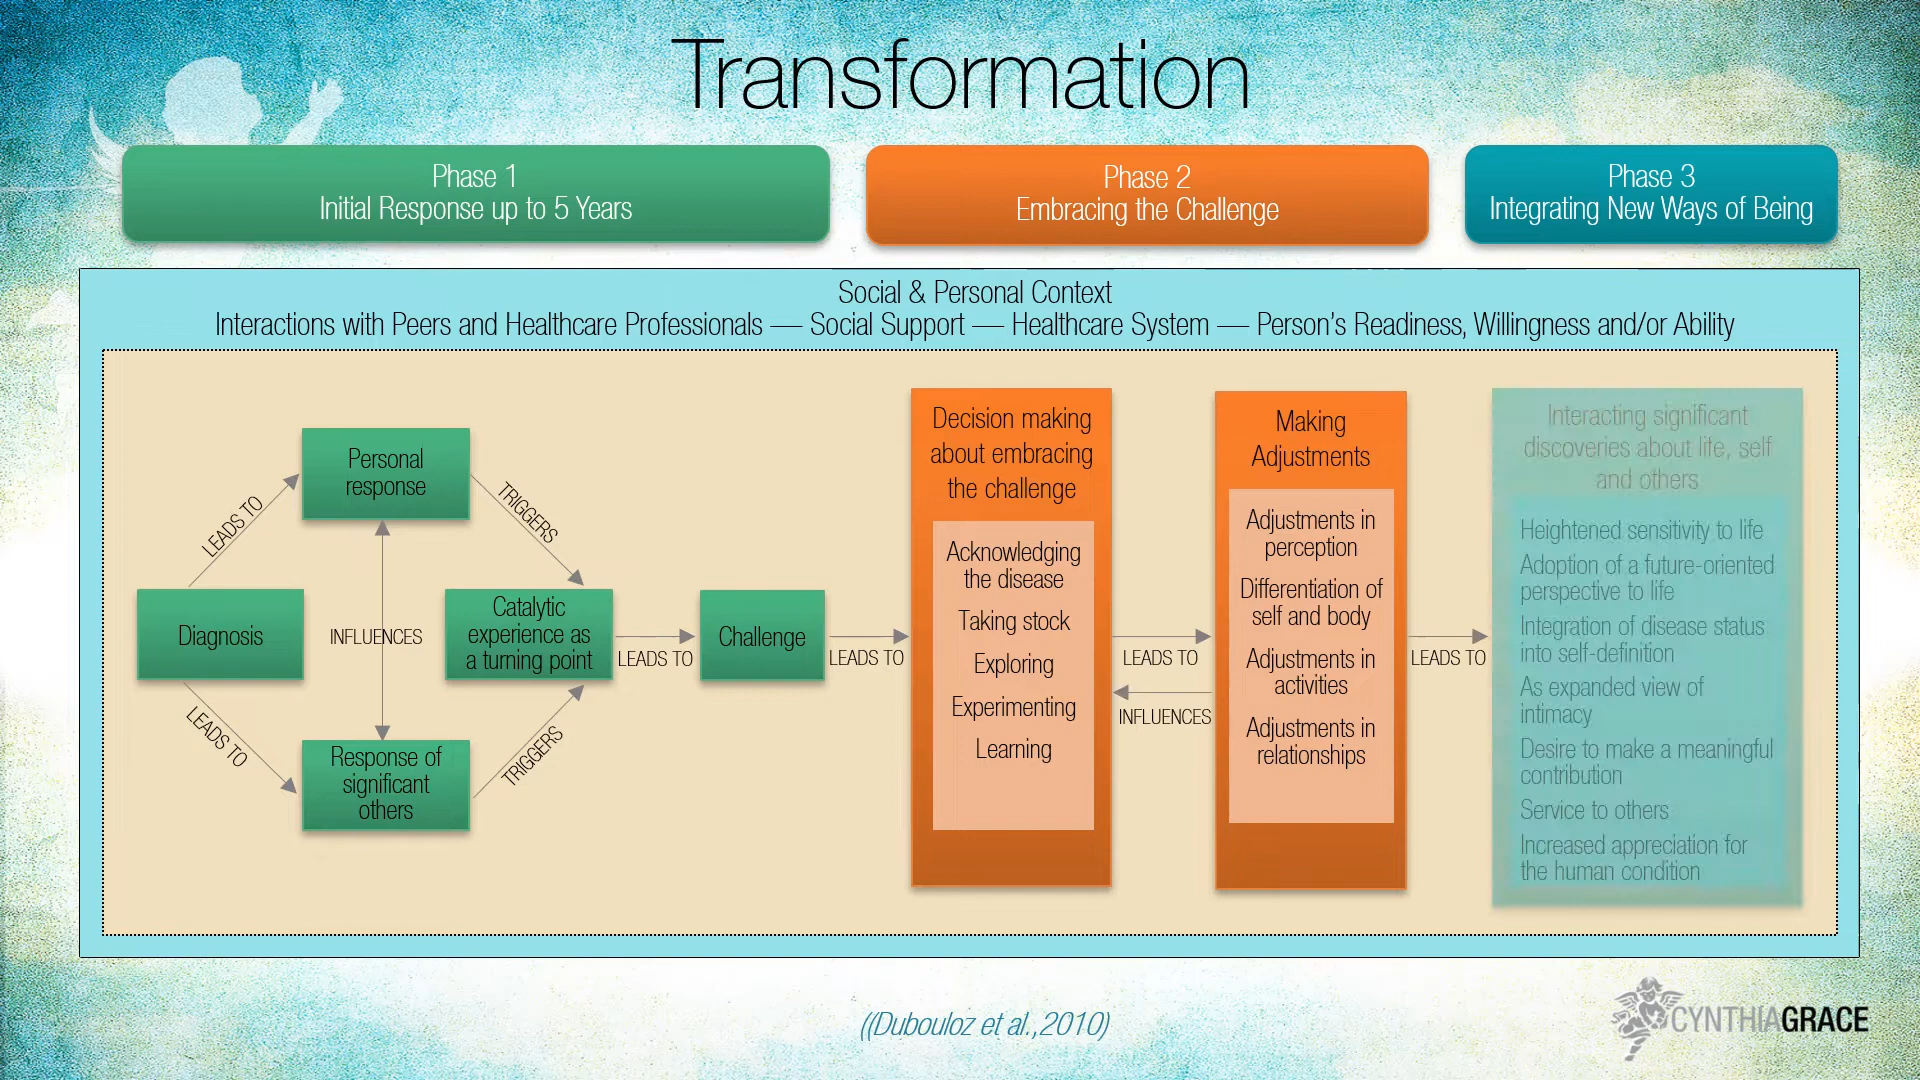 Transformation
Phase 1
Initial Response up to 5 Years
Phase 2
Embracing the Challenge
Phase 3
Integrating New Ways of Being
Social & Personal Context
Interactions with Peers and Healthcare Professionals — Social Support — Healthcare System — Person's Readiness, Willingness and/or Ability
Diagnosis
LEADS TO
LEADS TO
Personal
response
INFLUENCES
Response of
significant
others
TRIGGERS
TRIGGERS
Catalytic
experience as
a turning point
LEADS TO
Challenge
LEADS TO
Decision making
about embracing
the challenge
Acknowledging
the disease
Taking stock
Exploring
Experimenting
Learning
LEADS TO
INFLUENCES
Making
Adjustments
Adjustments in
perception
Differentiation of
self and body
Adjustments in
activities
Adjustments in
relationships
LEADS TO
Interacting significant
discoveries about life, self
and others
Heightened sensitivity to life
Adoption of a future-oriented
perspective to life
Integration of disease status
into self-definition
As expanded view of
intimacy
Desire to make a meaningful
contribution
Service to others
Increased appreciation for
the human condition
((Dubouloz et al.,2010)
CYNTHIAGRACE